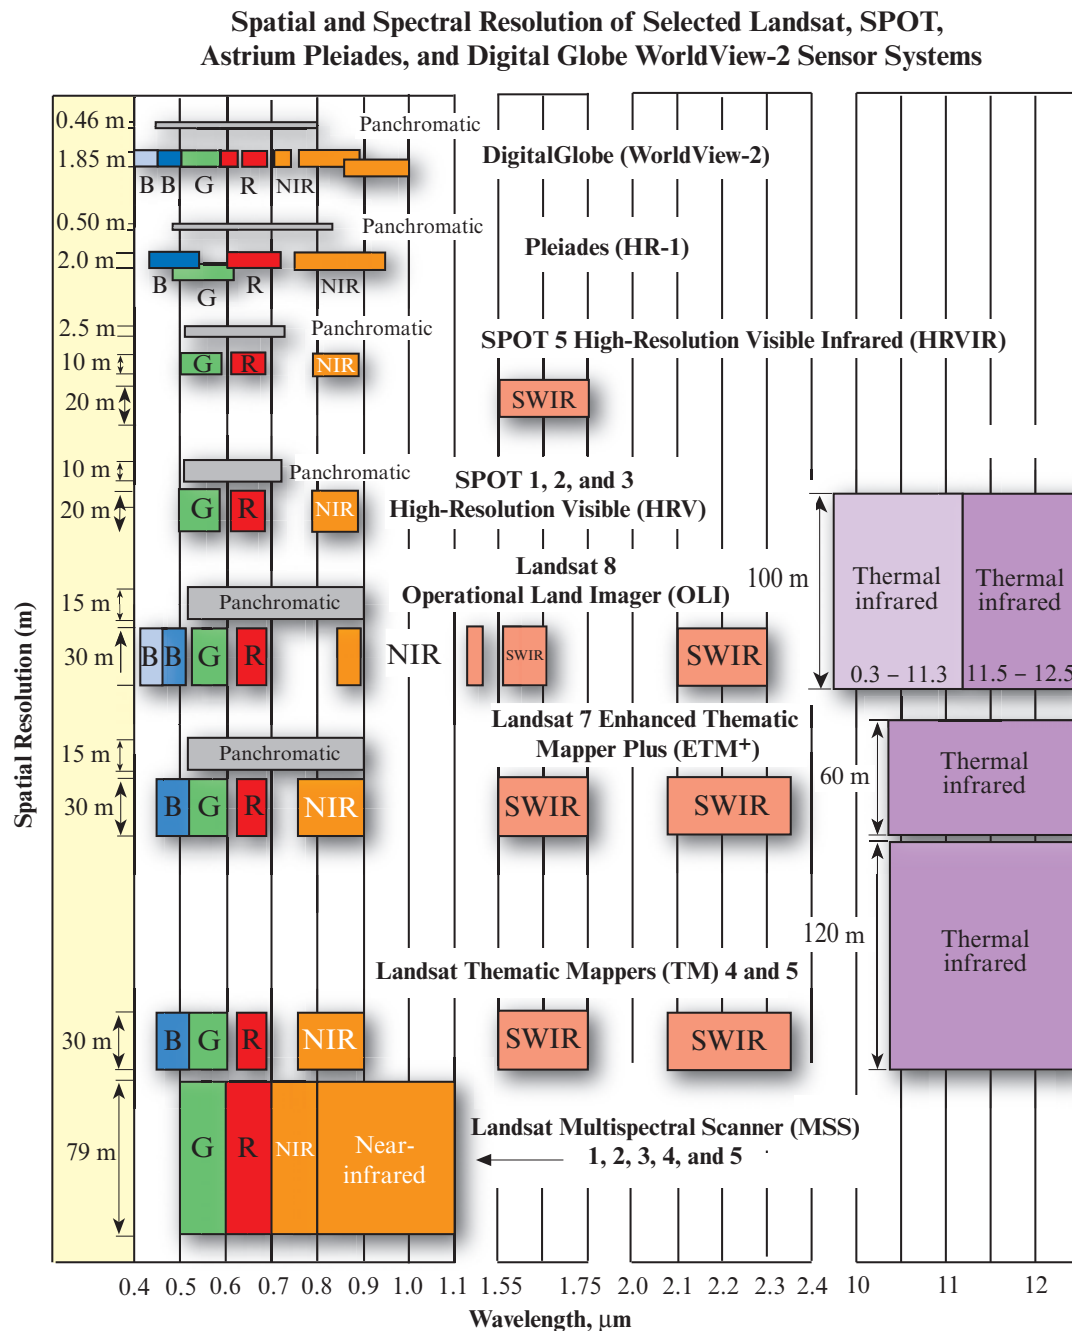 Spatial and Spectral Resolution of Selected Landsat, SPOT,
Astrium Pleiades, and Digital Globe WorldView-2 Sensor Systems
0.46 m
Panchromatic
1.85 m
DigitalGlobe (WorldView-2)
B B G R NIR
0.50 m
Panchromatic
2.0 m
Pleiades (HR-1)
B G R NIR
2.5 m
Panchromatic
SPOT 5 High-Resolution Visible Infrared (HRVIR)
10 m
G R NIR
20 m
SWIR
10 m
Panchromatic
SPOT 1, 2, and 3
High-Resolution Visible (HRV)
20 m
G R NIR
Landsat 8
Operational Land Imager (OLI)
15 m
Panchromatic
30 m
B B G R NIR SWIR SWIR
100 m
Thermal
infrared
0.3 – 11.3
Thermal
infrared
11.5 – 12.5
Landsat 7 Enhanced Thematic
Mapper Plus (ETM+)
15 m
Panchromatic
30 m
B G R NIR SWIR SWIR
60 m
Thermal
infrared
120 m
Thermal
infrared
Landsat Thematic Mappers (TM) 4 and 5
30 m
B G R NIR SWIR SWIR
79 m
G R NIR
Near-
infrared
Landsat Multispectral Scanner (MSS)
1, 2, 3, 4, and 5
Spatial Resolution (m)
0.4 0.5 0.6 0.7 0.8 0.9 1.0 1.1 1.55 1.75 2.0 2.1 2.2 2.3 2.4 10 11 12
Wavelength, μm